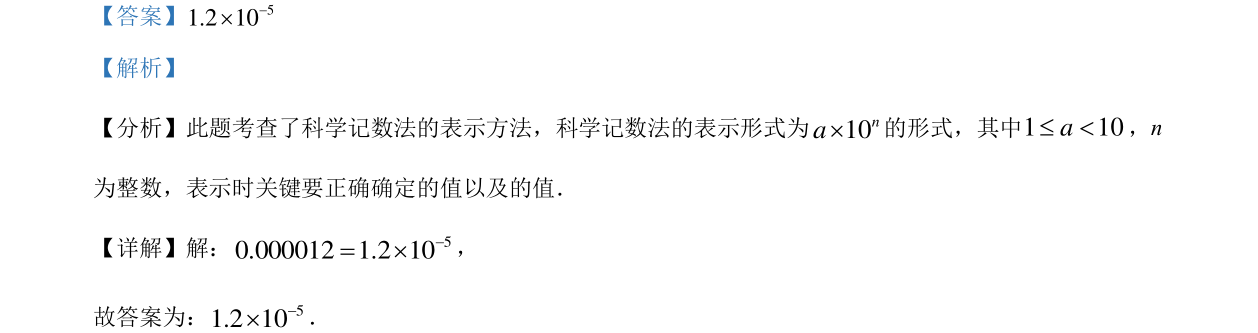 【答案】1.2×10⁻⁵
【解析】
【分析】此题考查了科学记数法的表示方法，科学记数法的表示形式为a×10ⁿ的形式，其中1≤a<10，n
为整数，表示时关键要正确确定的值以及的值．
【详解】解：0.000012=1.2×10⁻⁵，
故答案为：1.2×10⁻⁵．